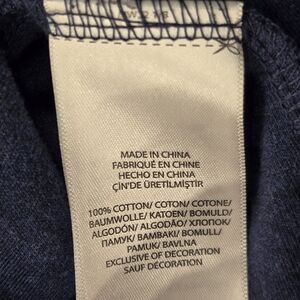 MADE IN CHINA
FABRIQUÉ EN CHINE
HECHO EN CHINA
ÇİN'DE ÜRETİLMİŞTİR
100% COTTON/ COTON/ COTONE/
BAUMWOLLE/ KATOEN/ BOMULD/
ALGODÓN/ ALGODÃO/ ХЛОПОК/
ПАМУК/ BAMBAKI/ BOMULL/
PAMUK/ BAVLNA
EXCLUSIVE OF DECORATION
SAUF DÉCORATION